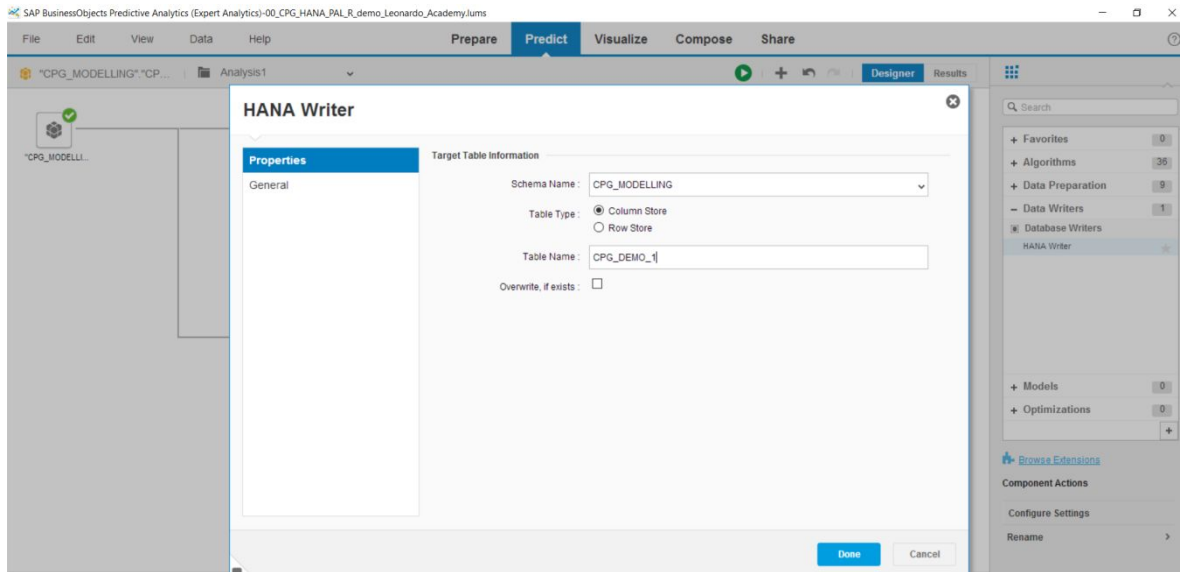 SAP BusinessObjects Predictive Analytics (Expert Analytics)-00_CPG_HANA_PAL_R_demo_Leonardo_Academy.lums
File Edit View Data Help Prepare Predict Visualize Compose Share
"CPG_MODELLING"."CP... Analysis1 Designer Results
HANA Writer
Search
"CPG_MODELLI...
Properties
General
Target Table Information
Schema Name : CPG_MODELLING
Table Type : Column Store
Row Store
Table Name : CPG_DEMO_1
Overwrite, if exists :
Done Cancel
+ Favorites 0
+ Algorithms 36
+ Data Preparation 9
– Data Writers 1
Database Writers
HANA Writer
+ Models 0
+ Optimizations 0
+
Browse Extensions
Component Actions
Configure Settings
Rename >